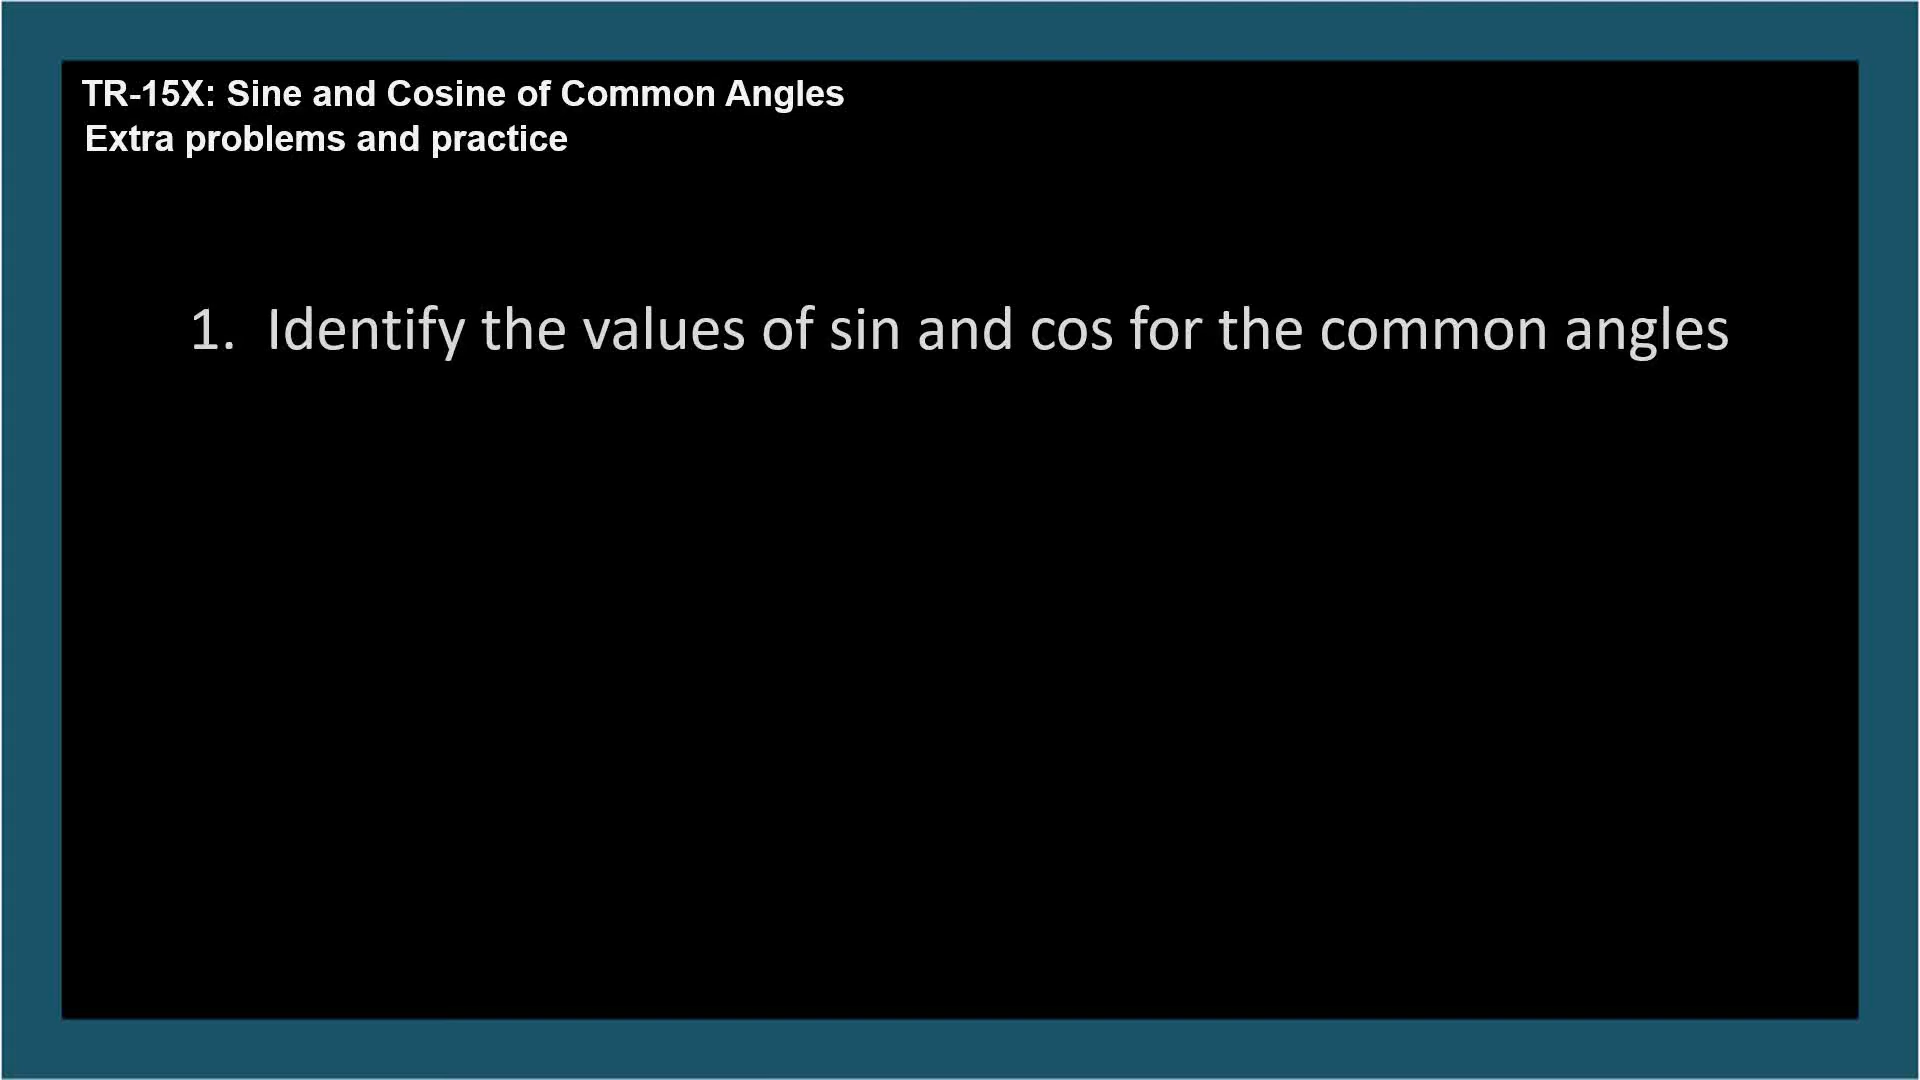 TR-15X: Sine and Cosine of Common Angles
Extra problems and practice
1. Identify the values of sin and cos for the common angles